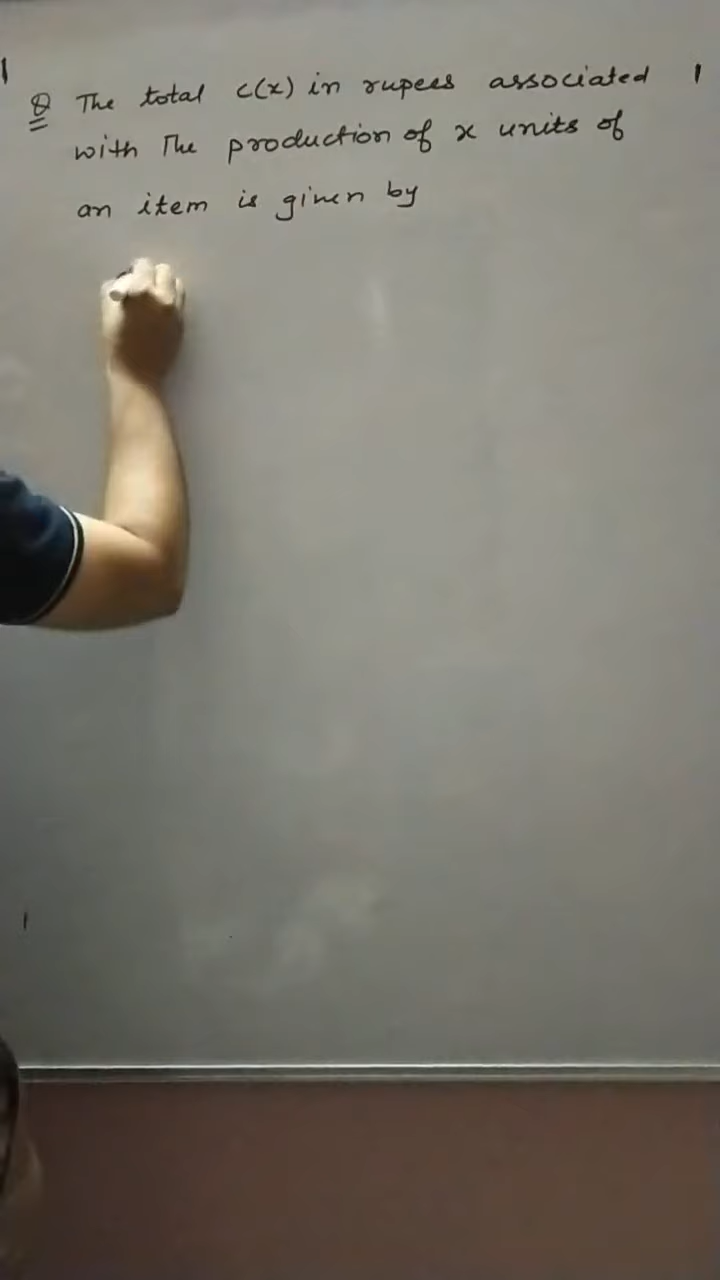 Q The total c(x) in rupees associated
with The production of x units of
an item is given by